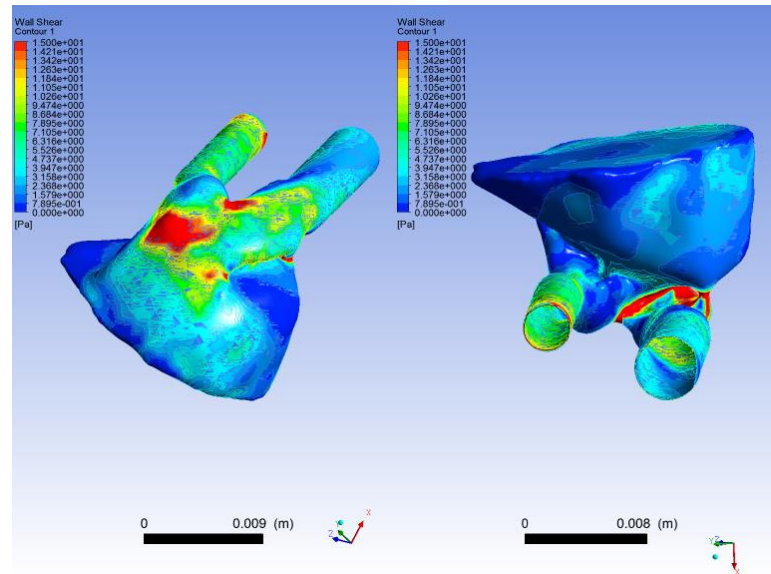 Wall Shear
Contour 1
1.500e+001
1.421e+001
1.342e+001
1.263e+001
1.184e+001
1.105e+001
1.026e+001
9.474e+000
8.684e+000
7.895e+000
7.105e+000
6.316e+000
5.526e+000
4.737e+000
3.947e+000
3.158e+000
2.368e+000
1.579e+000
7.895e-001
0.000e+000
[Pa]
0 0.009 (m)
X
Y
Z
Wall Shear
Contour 1
1.500e+001
1.421e+001
1.342e+001
1.263e+001
1.184e+001
1.105e+001
1.026e+001
9.474e+000
8.684e+000
7.895e+000
7.105e+000
6.316e+000
5.526e+000
4.737e+000
3.947e+000
3.158e+000
2.368e+000
1.579e+000
7.895e-001
0.000e+000
[Pa]
0 0.008 (m)
YZ
X